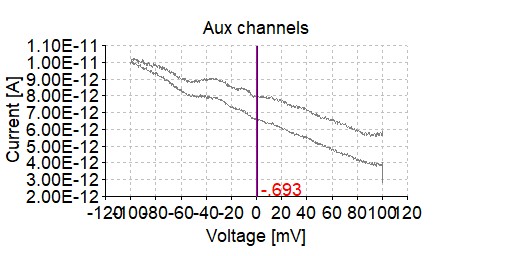 Aux channels
1.10E-11
1.00E-11
9.00E-12
8.00E-12
7.00E-12
6.00E-12
5.00E-12
4.00E-12
3.00E-12
2.00E-12
Current [A]
-.693
-120 -100 -80 -60 -40 -20 0 20 40 60 80 100 120
Voltage [mV]